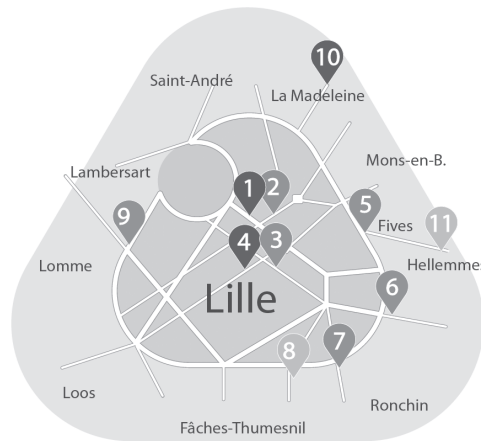 10
Saint-André
La Madeleine
Mons-en-B.
Lambersart
1
2
5
9
Fives
11
4
3
Lomme
Hellemmes
6
Lille
7
8
Loos
Ronchin
Fâches-Thumesnil